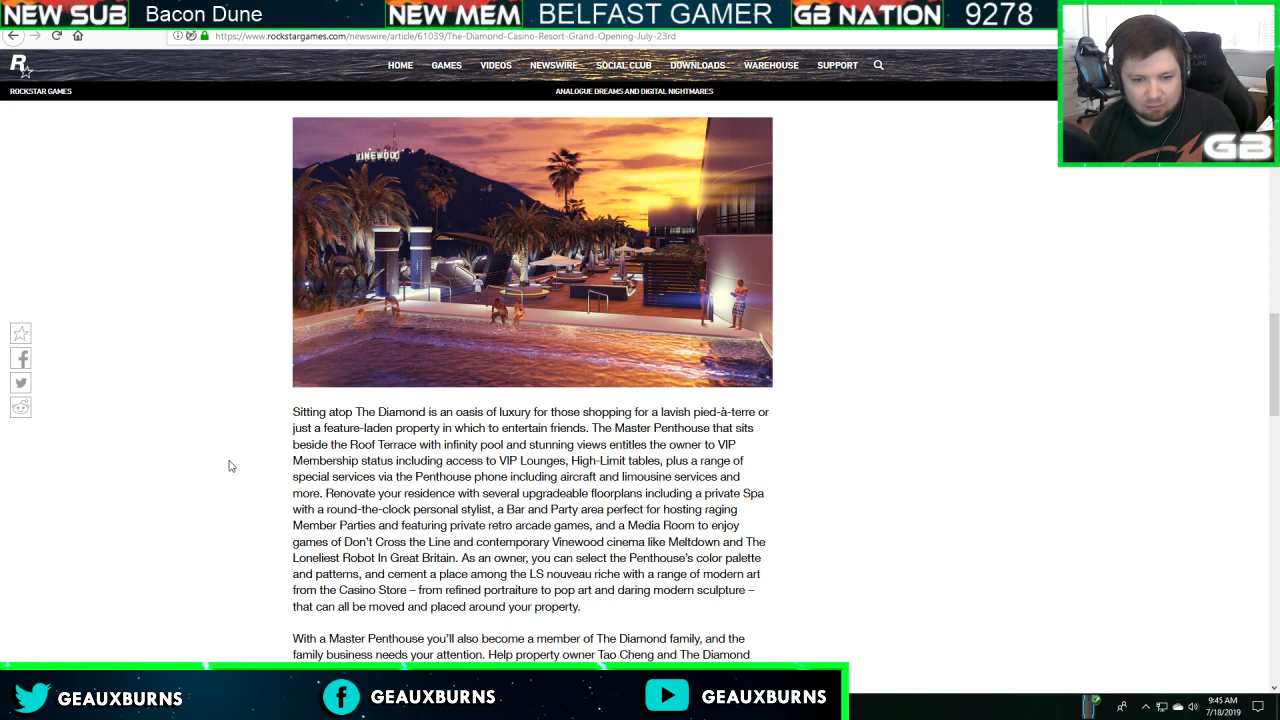 NEW SUB Bacon Dune NEW MEM BELFAST GAMER GB NATION 9278
https://www.rockstargames.com/newswire/article/61039/The-Diamond-Casino-Resort-Grand-Opening-July-23rd
R
HOME GAMES VIDEOS NEWSWIRE SOCIAL CLUB DOWNLOADS WAREHOUSE SUPPORT
ROCKSTAR GAMES ANALOGUE DREAMS AND DIGITAL NIGHTMARES
GB
VINEWOOD
Sitting atop The Diamond is an oasis of luxury for those shopping for a lavish pied-à-terre or
just a feature-laden property in which to entertain friends. The Master Penthouse that sits
beside the Roof Terrace with infinity pool and stunning views entitles the owner to VIP
Membership status including access to VIP Lounges, High-Limit tables, plus a range of
special services via the Penthouse phone including aircraft and limousine services and
more. Renovate your residence with several upgradeable floorplans including a private Spa
with a round-the-clock personal stylist, a Bar and Party area perfect for hosting raging
Member Parties and featuring private retro arcade games, and a Media Room to enjoy
games of Don't Cross the Line and contemporary Vinewood cinema like Meltdown and The
Loneliest Robot In Great Britain. As an owner, you can select the Penthouse's color palette
and patterns, and cement a place among the LS nouveau riche with a range of modern art
from the Casino Store – from refined portraiture to pop art and daring modern sculpture –
that can all be moved and placed around your property.
With a Master Penthouse you'll also become a member of The Diamond family, and the
family business needs your attention. Help property owner Tao Cheng and The Diamond
GEAUXBURNS GEAUXBURNS GEAUXBURNS
9:45 AM
7/18/2019